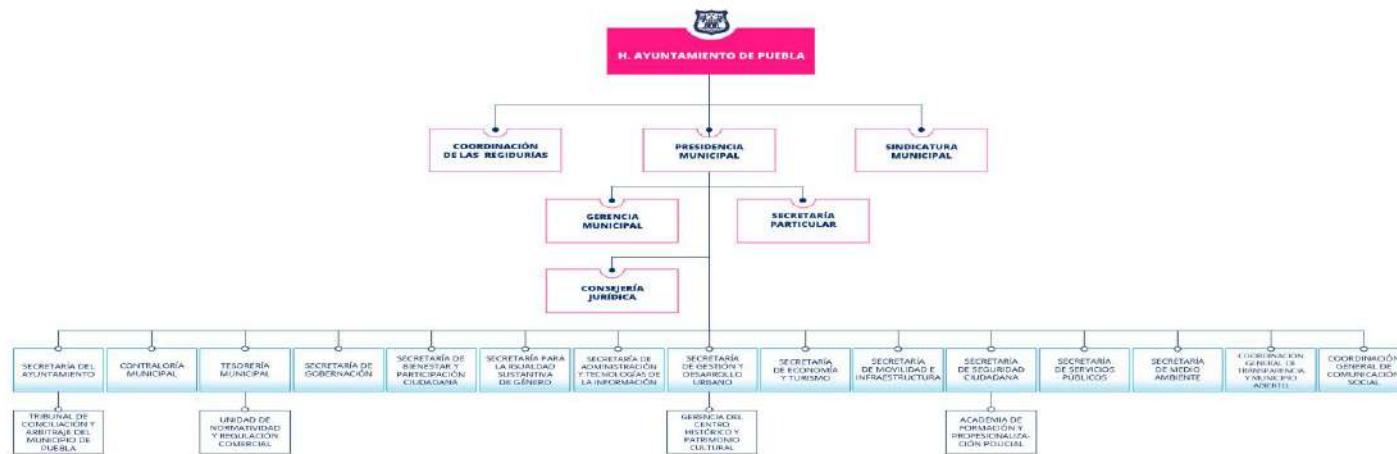 H. AYUNTAMIENTO DE PUEBLA
COORDINACIÓN
DE LAS REGIDURÍAS
PRESIDENCIA
MUNICIPAL
SINDICATURA
MUNICIPAL
GERENCIA
MUNICIPAL
SECRETARÍA
PARTICULAR
CONSEJERÍA
JURÍDICA
SECRETARÍA DEL
AYUNTAMIENTO
CONTRALORÍA
MUNICIPAL
TESORERÍA
MUNICIPAL
SECRETARÍA
DE GOBERNACIÓN
SECRETARÍA DE
BIENESTAR Y
PARTICIPACIÓN
CIUDADANA
SECRETARÍA PARA
LA IGUALDAD
SUSTANTIVA
DE GÉNERO
SECRETARÍA DE
ADMINISTRACIÓN
Y TECNOLOGÍAS DE
LA INFORMACIÓN
SECRETARÍA
DE GESTIÓN Y
DESARROLLO
URBANO
SECRETARÍA
DE ECONOMÍA
Y TURISMO
SECRETARÍA
DE MOVILIDAD E
INFRAESTRUCTURA
SECRETARÍA
DE SEGURIDAD
CIUDADANA
SECRETARÍA
DE SERVICIOS
PÚBLICOS
SECRETARÍA
DE MEDIO
AMBIENTE
COORDINACIÓN
GENERAL DE
TRANSPARENCIA
Y MUNICIPIO
ABIERTO
COORDINACIÓN
GENERAL DE
COMUNICACIÓN
SOCIAL
TRIBUNAL DE
CONCILIACIÓN Y
ARBITRAJE DEL
MUNICIPIO DE
PUEBLA
UNIDAD DE
NORMATIVIDAD
Y REGULACIÓN
COMERCIAL
GERENCIA DEL
CENTRO
HISTÓRICO Y
PATRIMONIO
CULTURAL
ACADEMIA DE
FORMACIÓN Y
PROFESIONALIZA-
CIÓN POLICIAL